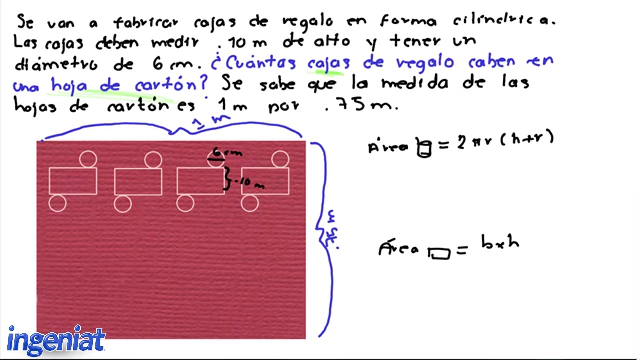 Se van a fabricar cajas de regalo en forma cilíndrica.
Las cajas deben medir .10 m de alto y tener un
diámetro de 6 cm. ¿Cuántas cajas de regalo caben en
una hoja de cartón? Se sabe que la medida de las
hojas de cartón es 1 m por .75 m.
1 m
Área = 2πr (h+r)
6 cm
.10 m
.75 m
Área = b x h
ingeniat